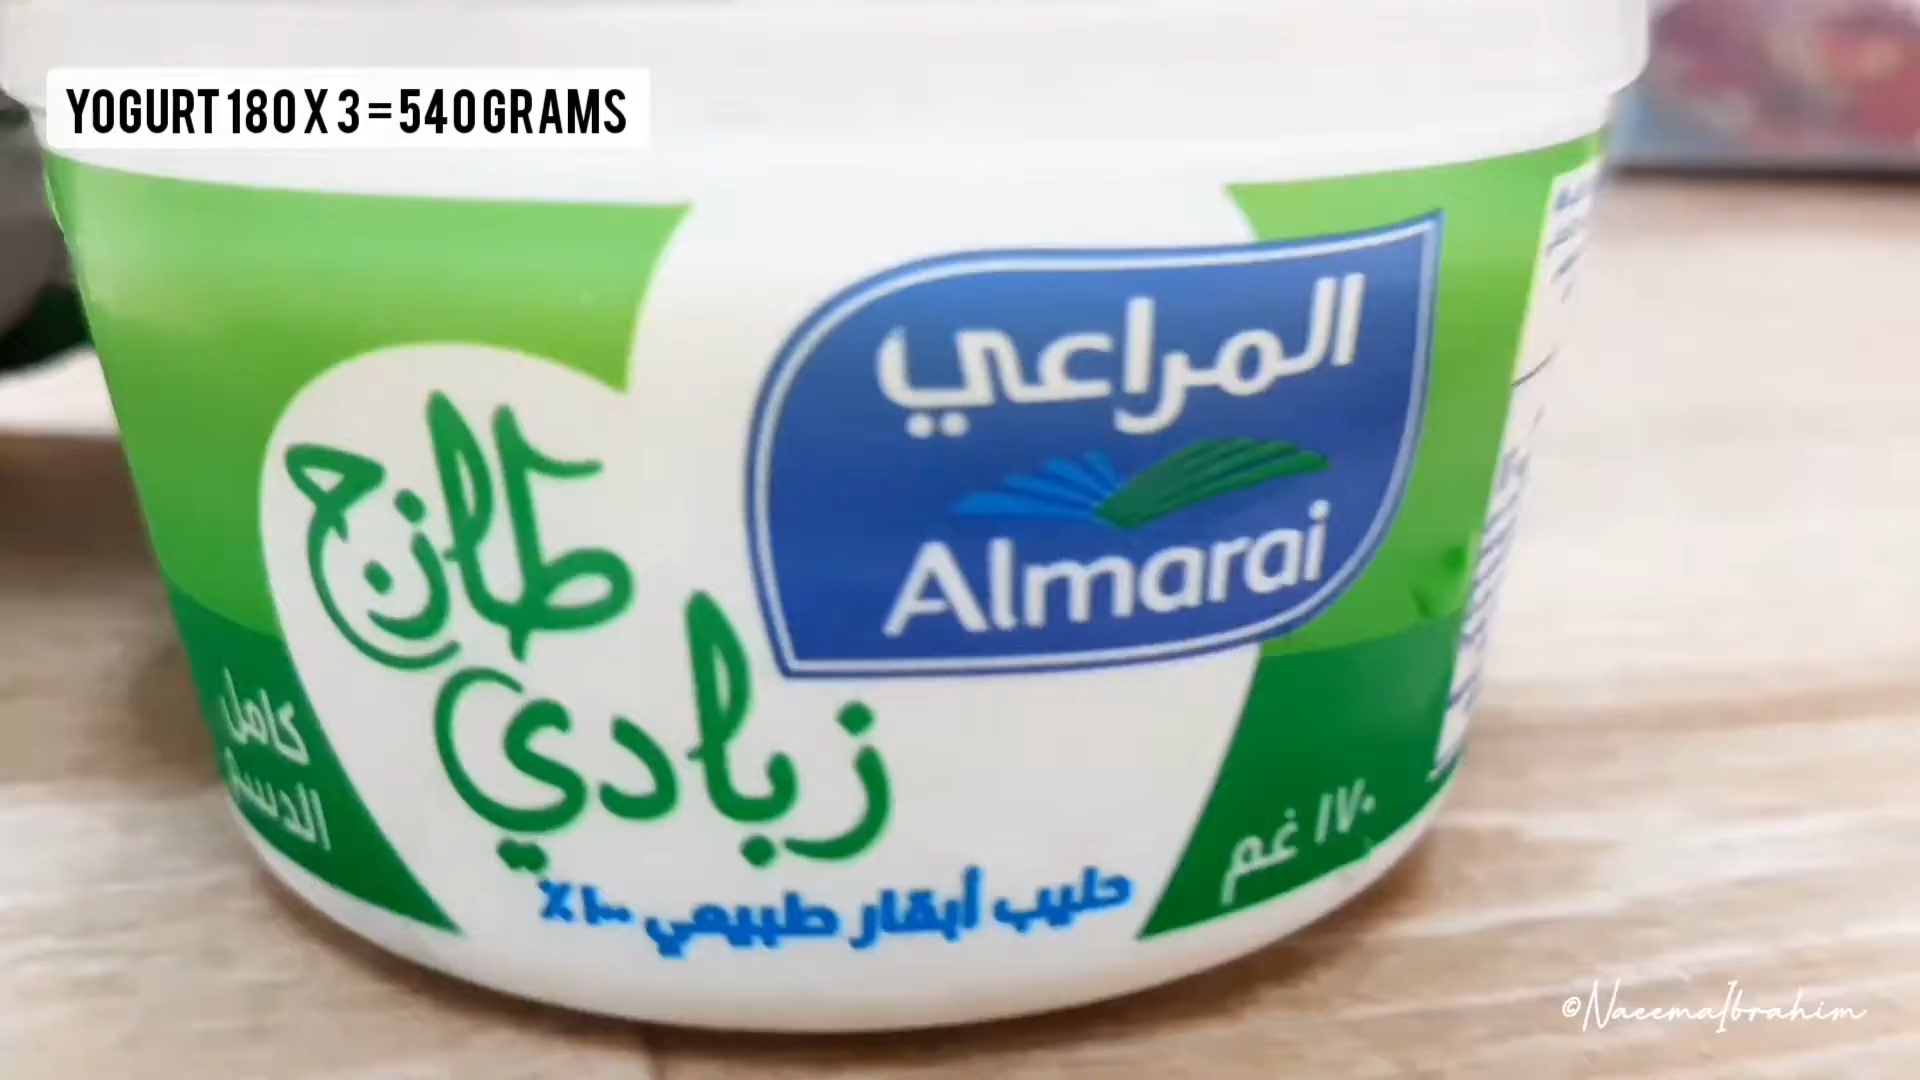 YOGURT 180 X 3 = 540 GRAMS
المراعي
Almarai
زبادي
طازج
كامل
الدسم
حليب أبقار طبيعي ١٠٠٪
١٧٠ غم
©NaeemaIbrahim